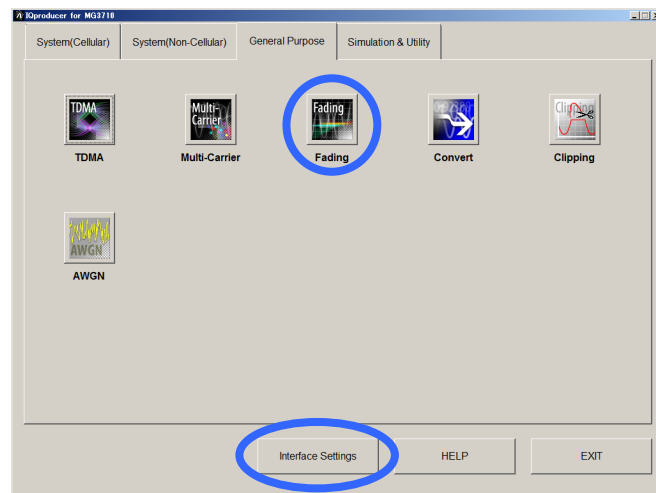 IQproducer for MG3710
System(Cellular)
System(Non-Cellular)
General Purpose
Simulation & Utility
TDMA
Multi-
Carrier
Fading
Clipping
TDMA
Multi-Carrier
Fading
Convert
Clipping
AWGN
AWGN
Interface Settings
HELP
EXIT